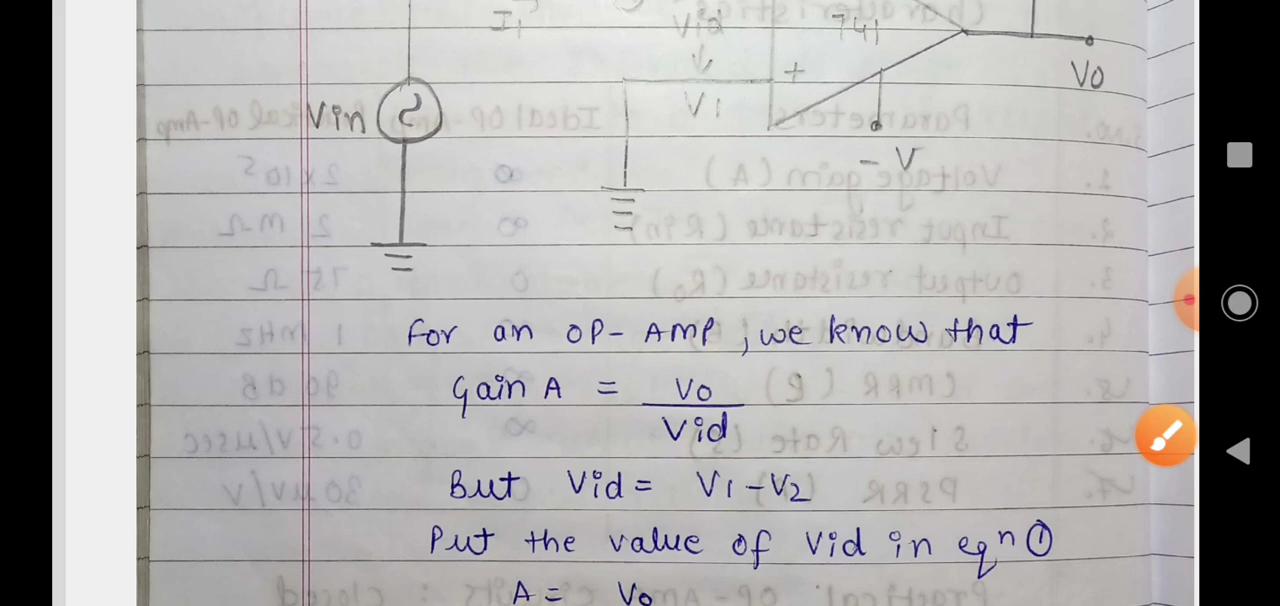 I1
Vid
741
+
Vo
Vin
V1
- V
For an OP-AMP, we know that
Gain A = Vo
Vid
But Vid = V1 - V2
Put the value of Vid in eqn ①
A = Vo